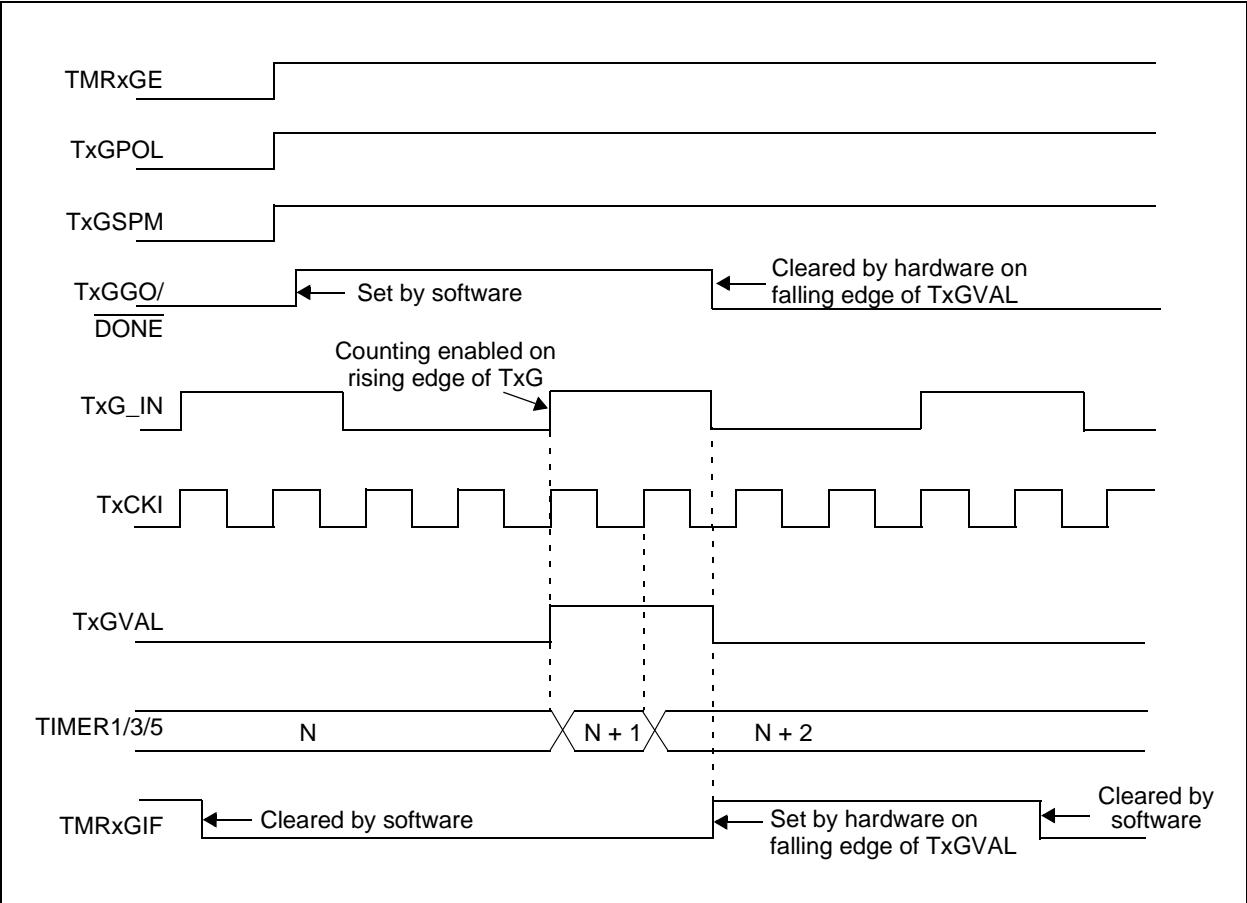 TMRxGE
TxGPOL
TxGSPM
TxGGO/
DONE
Set by software
Cleared by hardware on
falling edge of TxGVAL
Counting enabled on
rising edge of TxG
TxG_IN
TxCKI
TxGVAL
TIMER1/3/5
N
N + 1
N + 2
TMRxGIF
Cleared by software
Set by hardware on
falling edge of TxGVAL
Cleared by
software